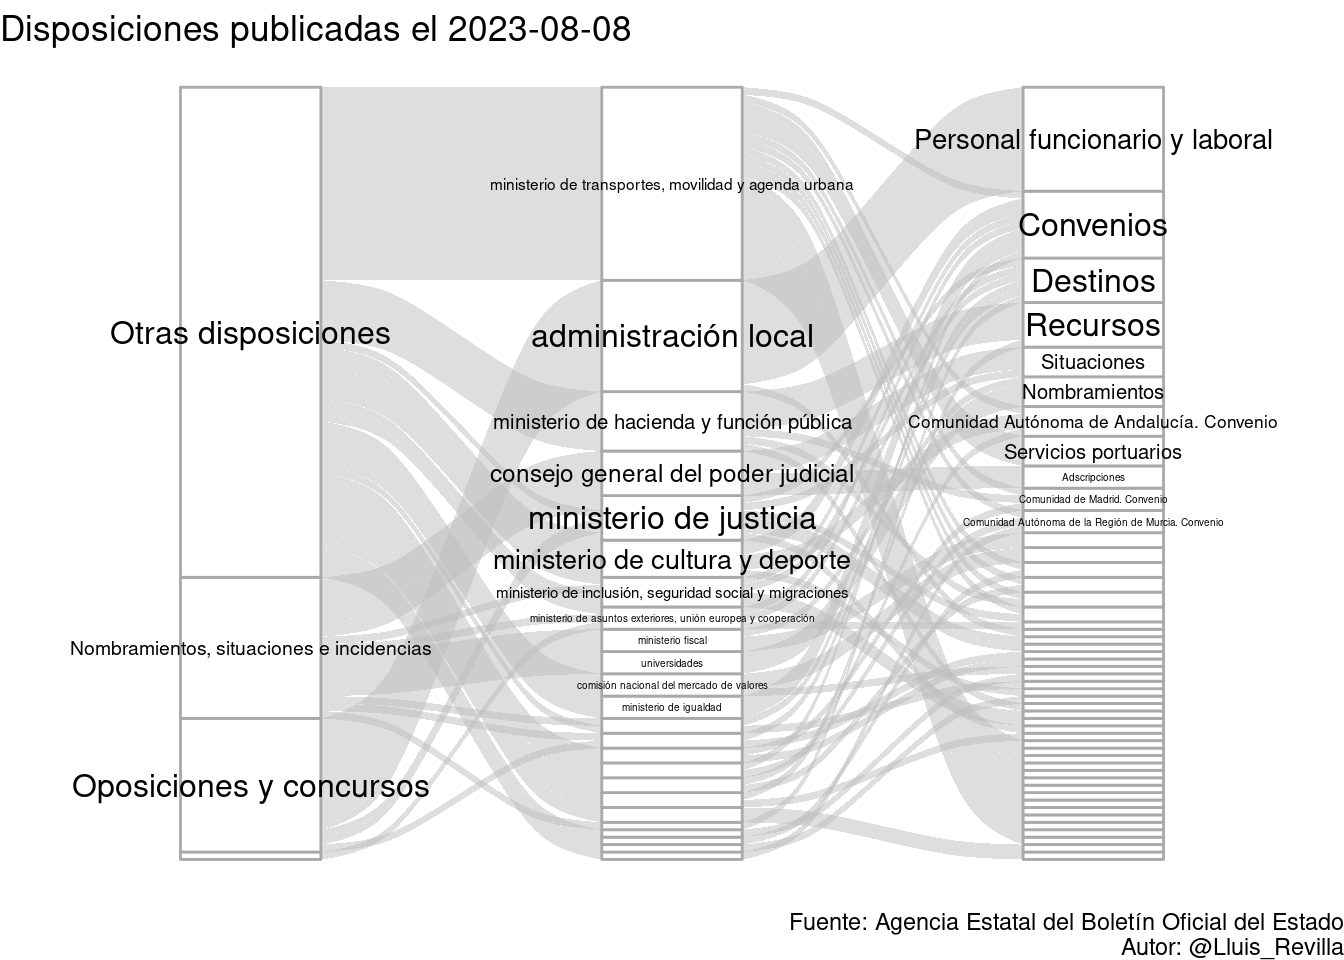 Disposiciones publicadas el 2023-08-08
Otras disposiciones
Nombramientos, situaciones e incidencias
Oposiciones y concursos
ministerio de transportes, movilidad y agenda urbana
administración local
ministerio de hacienda y función pública
consejo general del poder judicial
ministerio de justicia
ministerio de cultura y deporte
ministerio de inclusión, seguridad social y migraciones
ministerio de asuntos exteriores, unión europea y cooperación
ministerio fiscal
universidades
comisión nacional del mercado de valores
ministerio de igualdad
Personal funcionario y laboral
Convenios
Destinos
Recursos
Situaciones
Nombramientos
Comunidad Autónoma de Andalucía. Convenio
Servicios portuarios
Adscripciones
Comunidad de Madrid. Convenio
Comunidad Autónoma de la Región de Murcia. Convenio
Fuente: Agencia Estatal del Boletín Oficial del Estado
Autor: @Lluis_Revilla